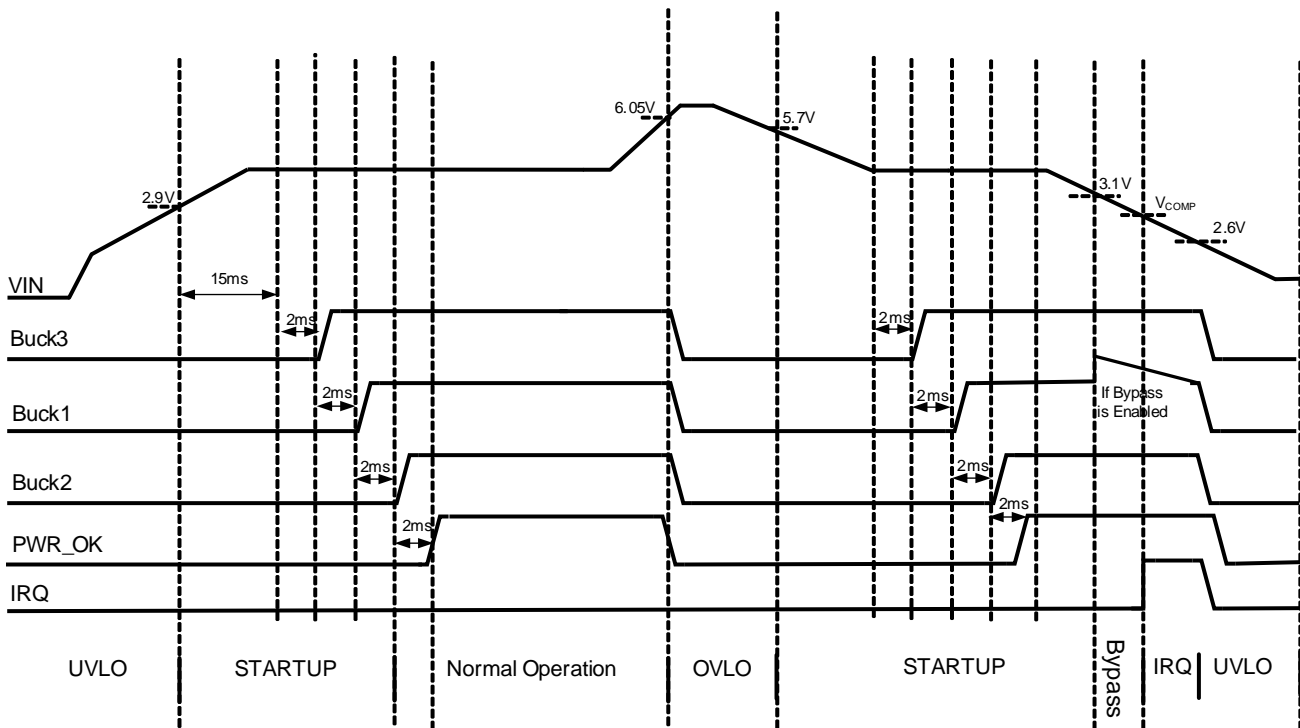 6.05V
5.7V
2.9V
3.1V
VCOMP
2.6V
VIN
15ms
2ms
2ms
Buck3
2ms
2ms
If Bypass
is Enabled
Buck1
2ms
2ms
Buck2
2ms
2ms
PWR_OK
IRQ
UVLO
STARTUP
Normal Operation
OVLO
STARTUP
Bypass
IRQ
UVLO